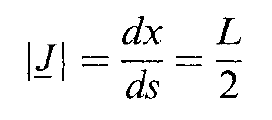 |J| = dx/ds = L/2